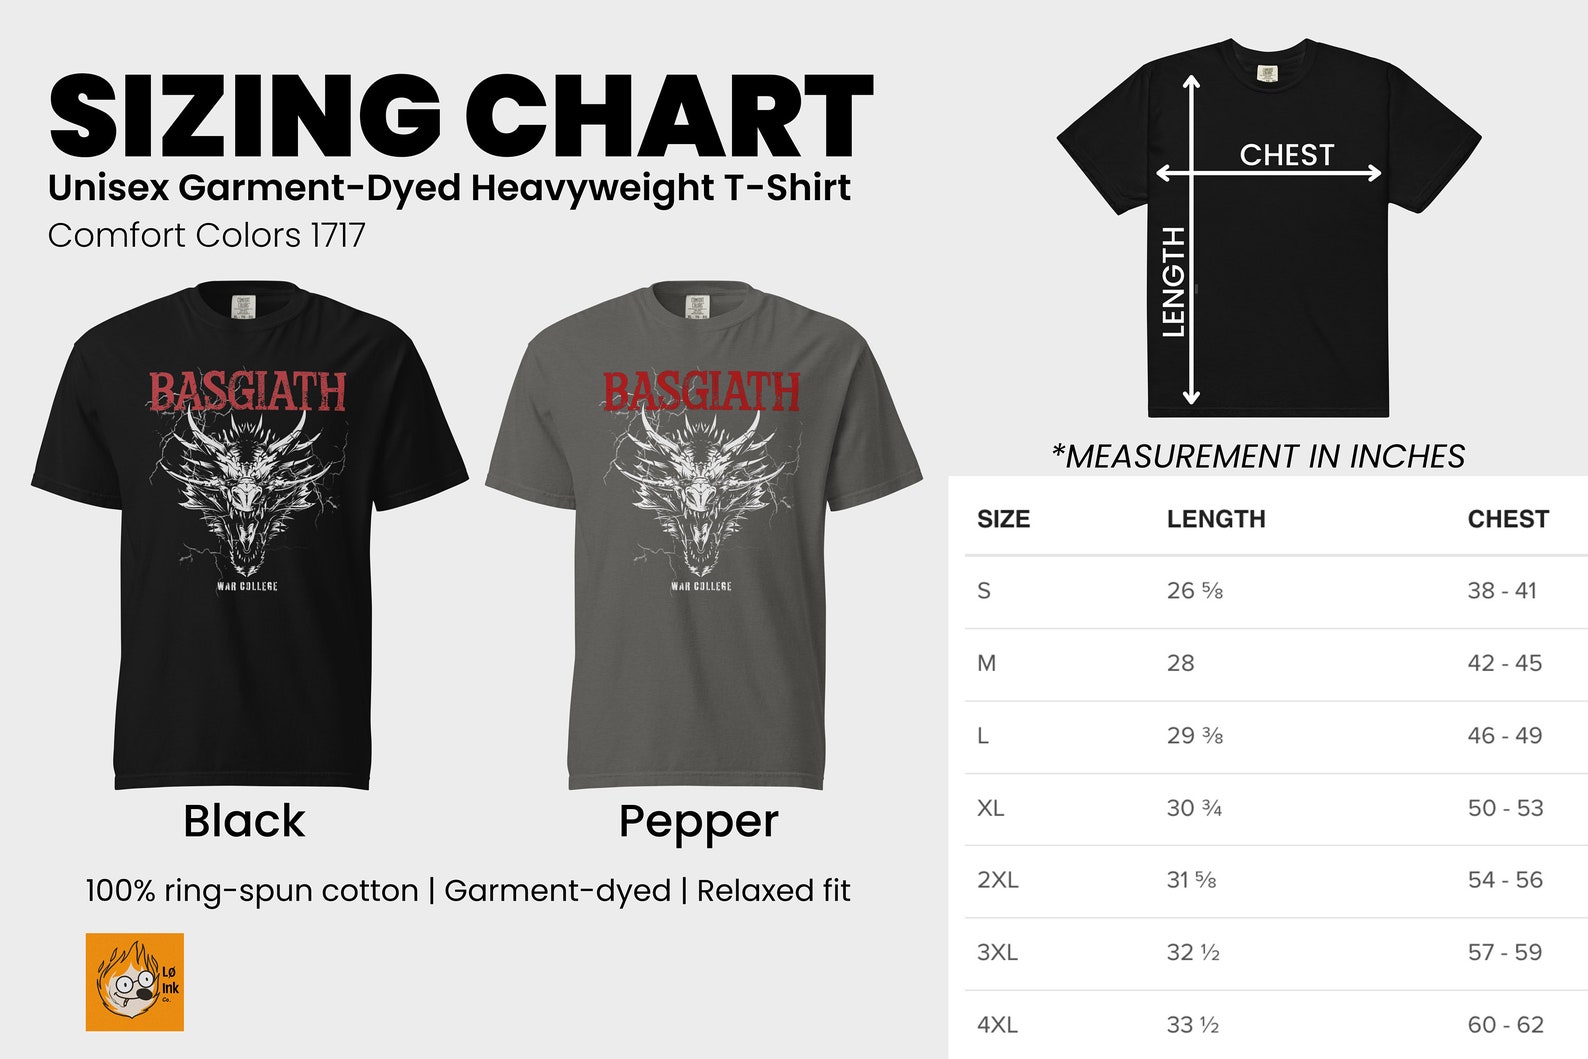 SIZING CHART
Unisex Garment-Dyed Heavyweight T-Shirt
Comfort Colors 1717
BASGIATH
WAR COLLEGE
Black
BASGIATH
WAR COLLEGE
Pepper
100% ring-spun cotton | Garment-dyed | Relaxed fit
LØ
Ink
Co.
CHEST
LENGTH
*MEASUREMENT IN INCHES
SIZE LENGTH CHEST
S 26 ⅝ 38 - 41
M 28 42 - 45
L 29 ⅜ 46 - 49
XL 30 ¾ 50 - 53
2XL 31 ⅝ 54 - 56
3XL 32 ½ 57 - 59
4XL 33 ½ 60 - 62